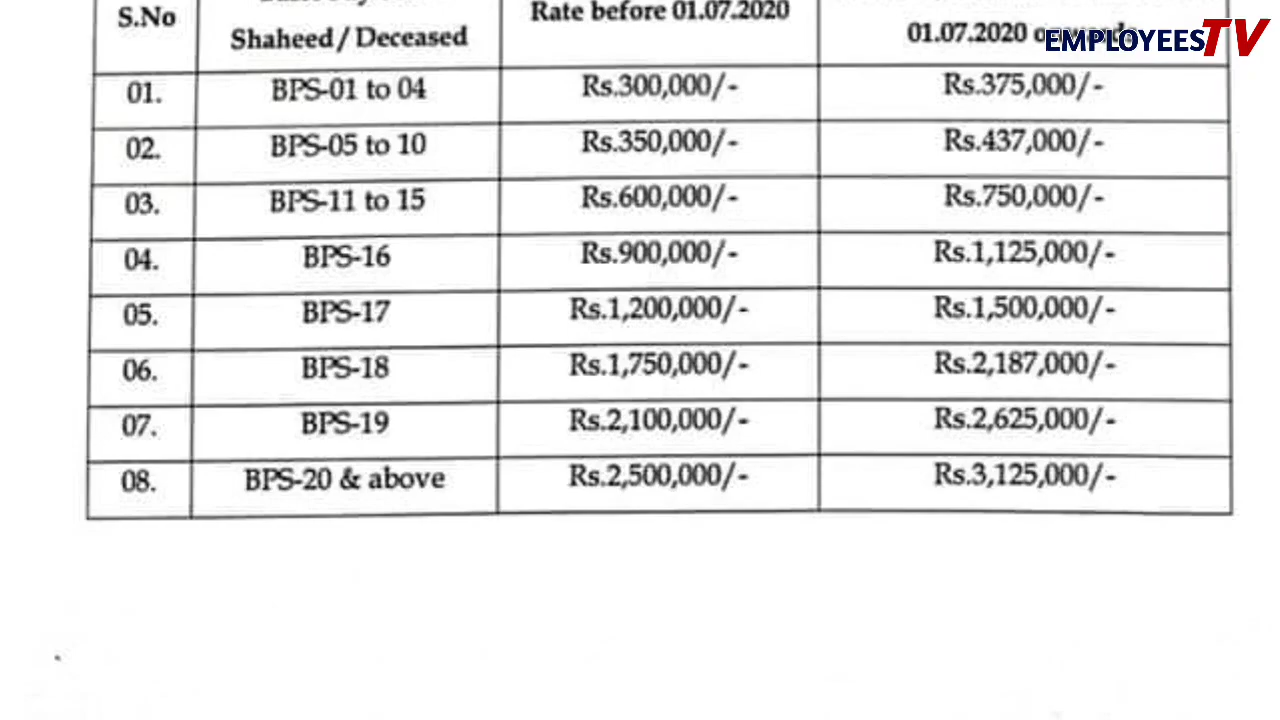 S.No
Shaheed / Deceased
Rate before 01.07.2020
01.07.2020
EMPLOYEES TV
01. BPS-01 to 04 Rs.300,000/- Rs.375,000/-
02. BPS-05 to 10 Rs.350,000/- Rs.437,000/-
03. BPS-11 to 15 Rs.600,000/- Rs.750,000/-
04. BPS-16 Rs.900,000/- Rs.1,125,000/-
05. BPS-17 Rs.1,200,000/- Rs.1,500,000/-
06. BPS-18 Rs.1,750,000/- Rs.2,187,000/-
07. BPS-19 Rs.2,100,000/- Rs.2,625,000/-
08. BPS-20 & above Rs.2,500,000/- Rs.3,125,000/-